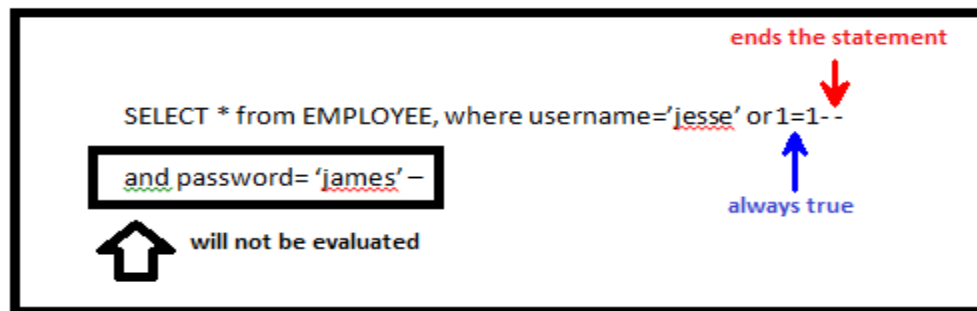 ends the statement
SELECT * from EMPLOYEE, where username=’jesse’ or 1=1- -
and password= ‘james’ –
always true
will not be evaluated